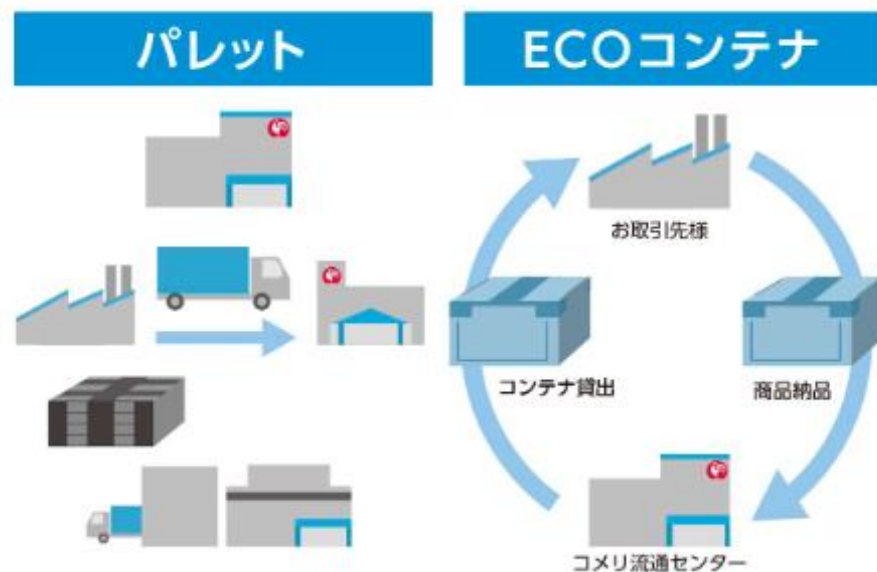 パレット
ECOコンテナ
お取引先様
コンテナ貸出
商品納品
コメリ流通センター